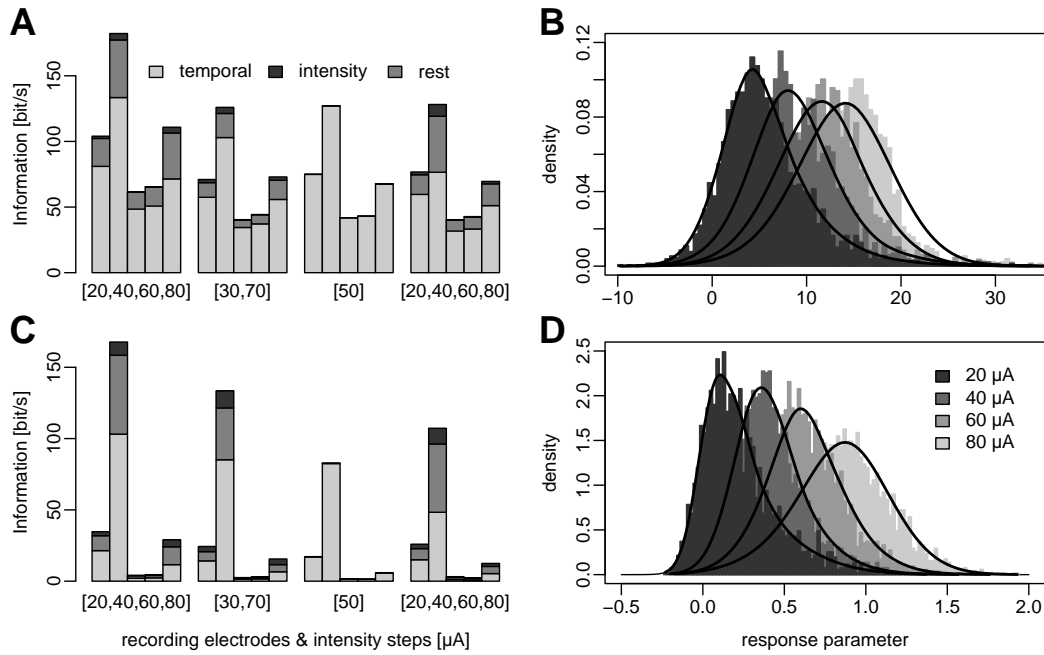 A
Information [bit/s]
0
50
100
150
temporal
intensity
rest
[20,40,60,80]
[30,70]
[50]
[20,40,60,80]
B
density
0.00
0.04
0.08
0.12
-10
0
10
20
30
C
Information [bit/s]
0
50
100
150
[20,40,60,80]
[30,70]
[50]
[20,40,60,80]
recording electrodes & intensity steps [µA]
D
density
0.0
0.5
1.0
1.5
2.0
2.5
20 µA
40 µA
60 µA
80 µA
-0.5
0.0
0.5
1.0
1.5
2.0
response parameter